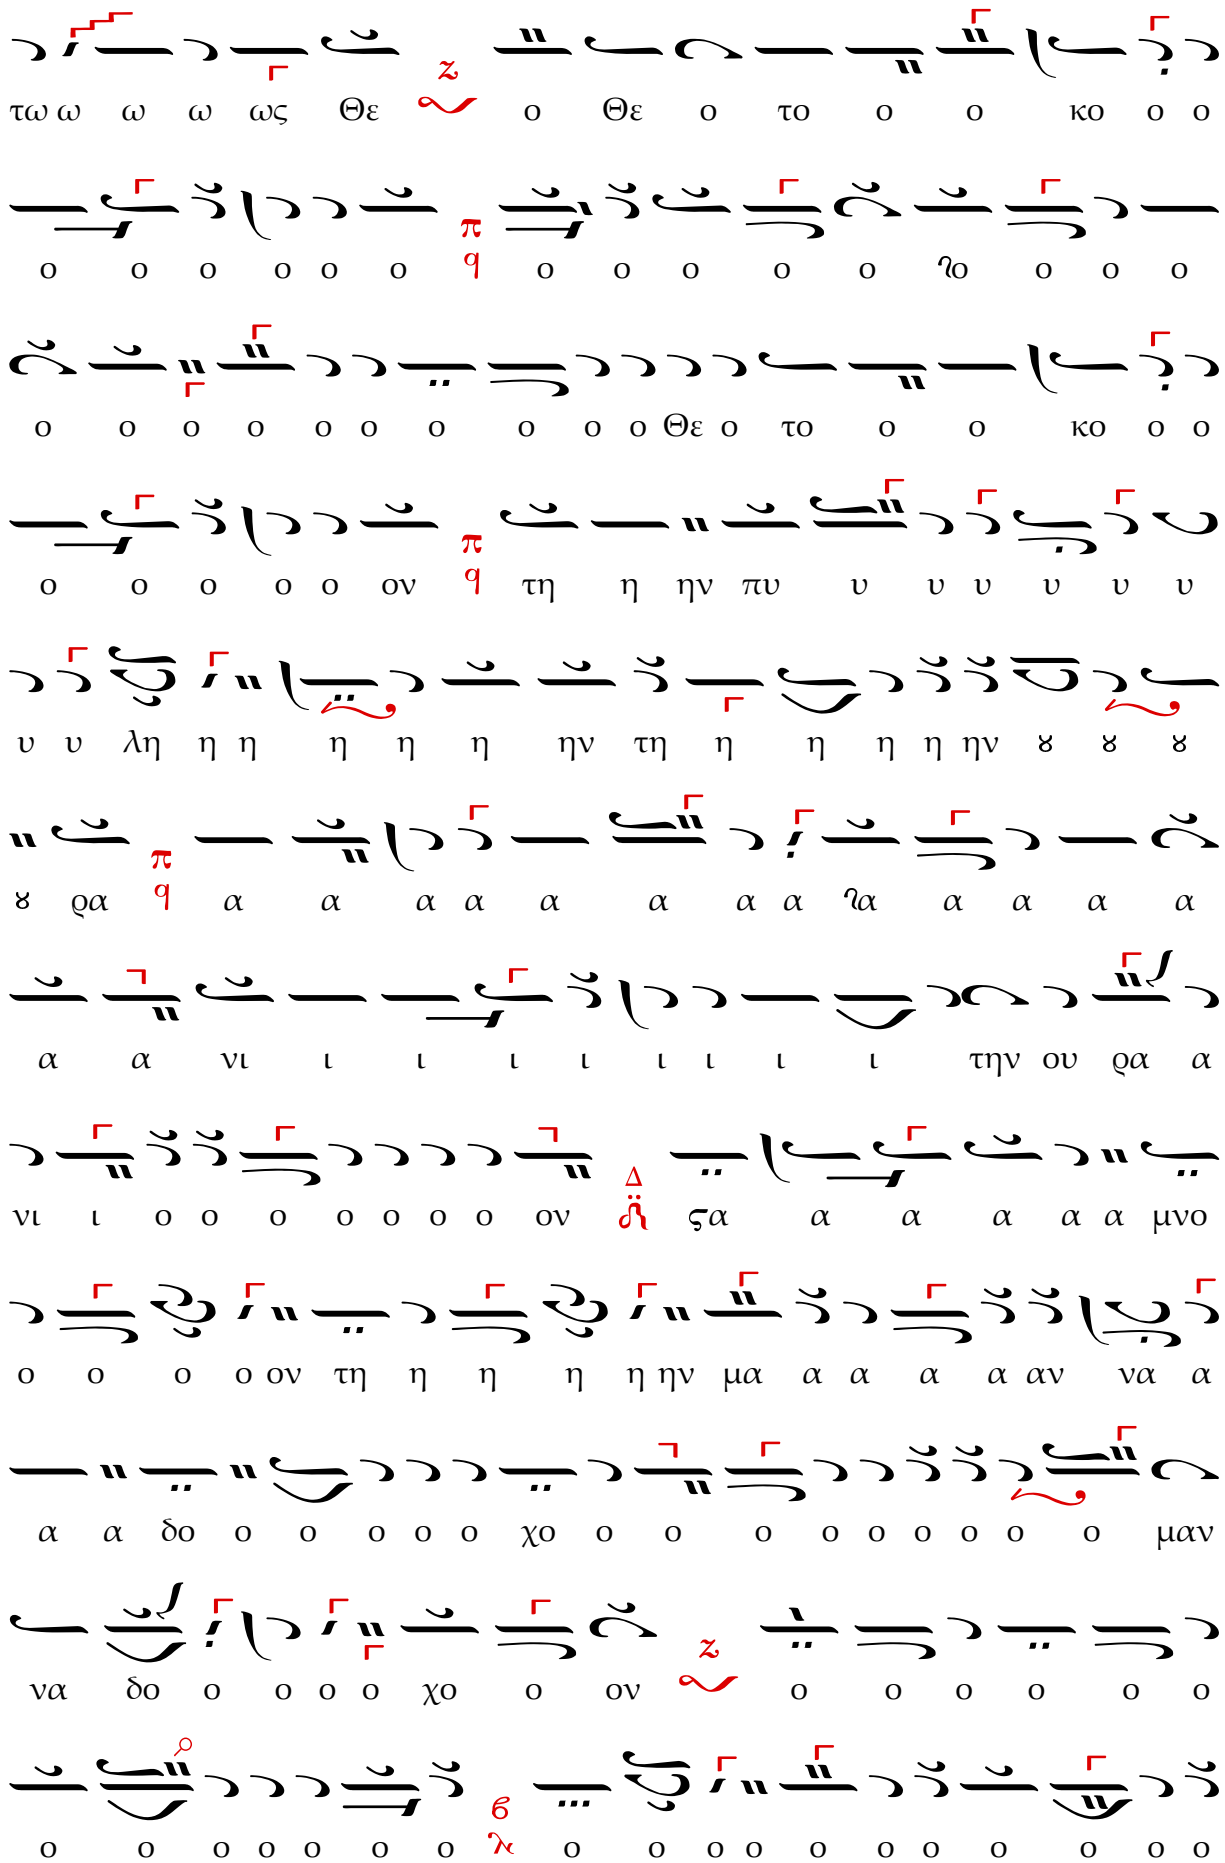 τω ω ω ω ως Θε ο Θε ο το ο ο κο ο ο
ο ο ο ο ο ο π q ο ο ο ο ο ο ο ο ο
ο ο ο ο ο ο ο ο ο ο Θε ο το ο ο κο ο ο
ο ο ο ο ο ον π q τη η ην πυ υ υ υ υ υ υ
υ υ λη η η η η η ην τη η η η η ην ȣ ȣ ȣ
ȣ ρα π q α α α α α α α α α α α α α
α α νι ι ι ι ι ι ι ι ι την ου ρα α
νι ι ο ο ο ο ο ο ο ον Δ ϛα α α α α α μνο
ο ο ο ο ον τη η η η η ην μα α α α α αν να α
α α δο ο ο ο ο ο χο ο ο ο ο ο ο ο ο ο μαν
να δο ο ο ο ο χο ο ον ο ο ο ο ο ο
ο ο ο ο ο ο ο ο ο ο ο ο ο ο ο ο ο ο